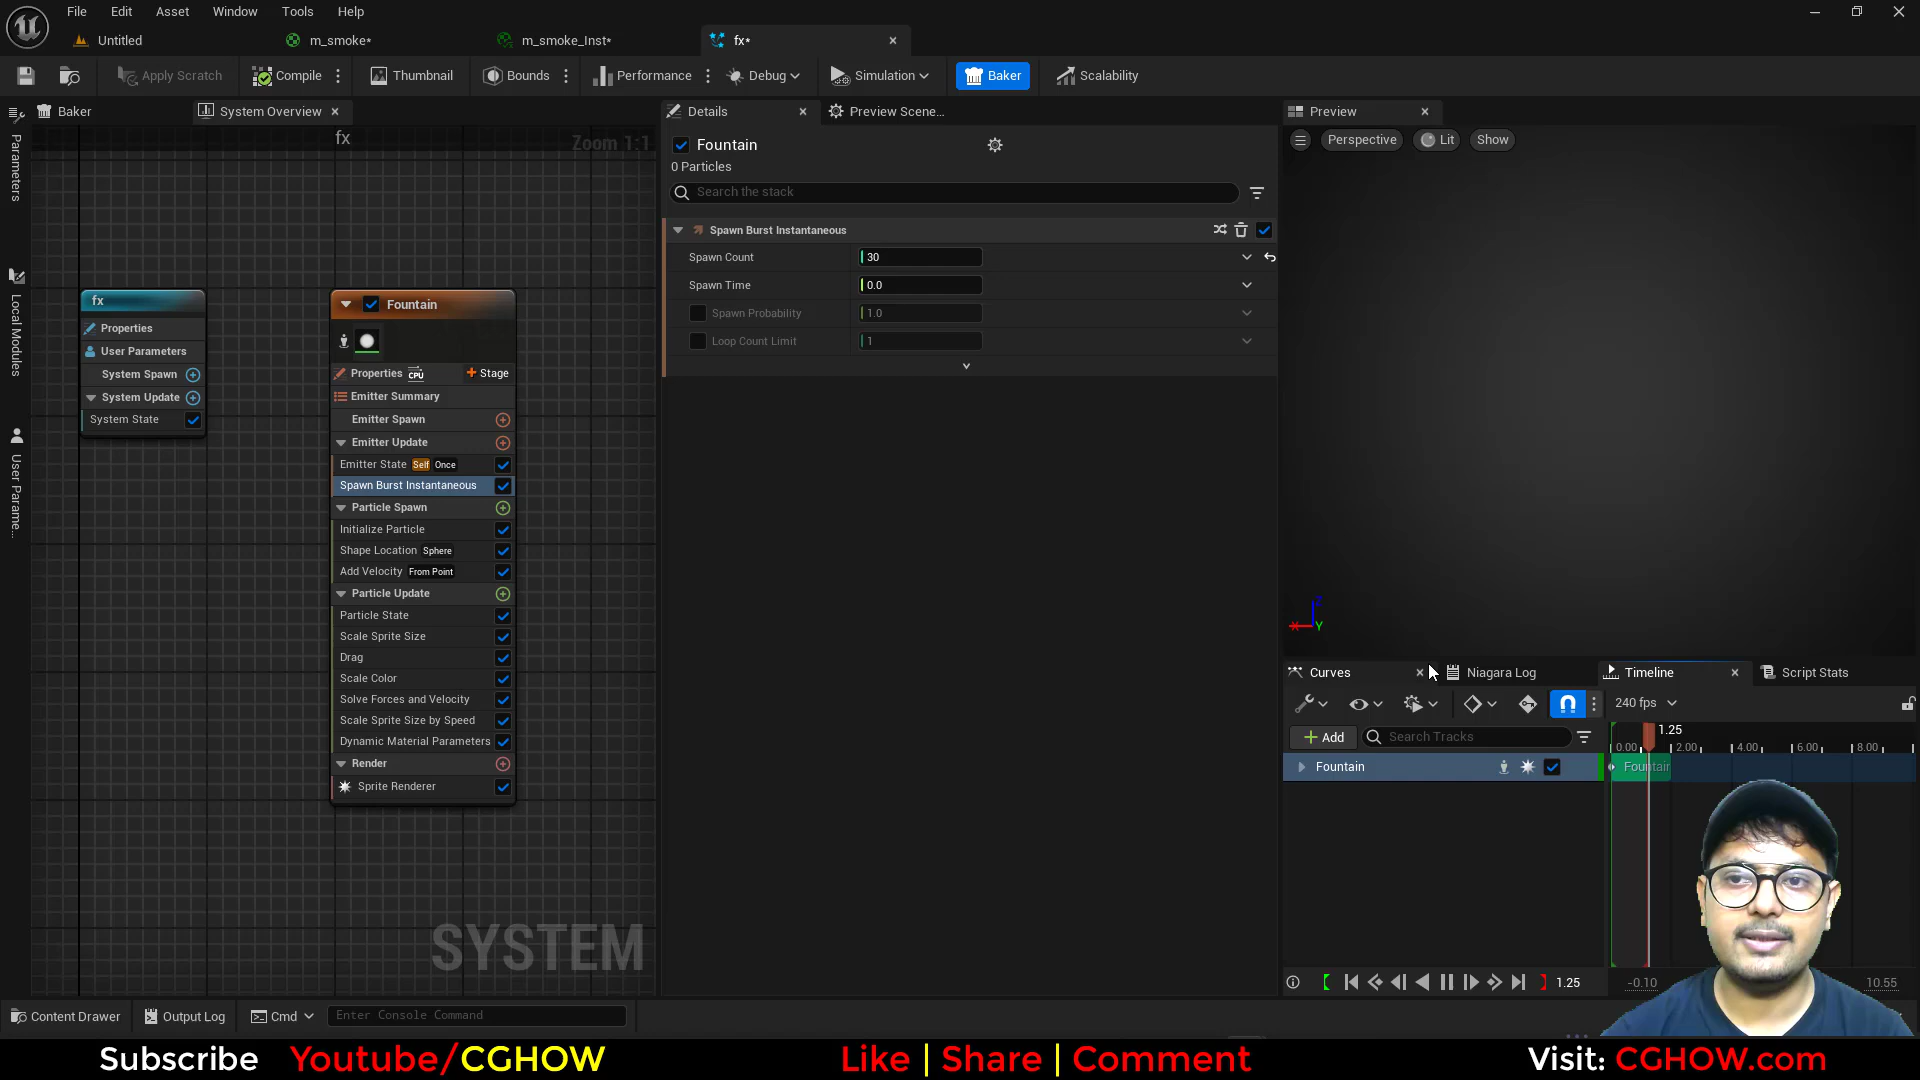 File Edit Asset Window Tools Help
Untitled m_smoke* m_smoke_Inst* fx*
Apply Scratch Compile Thumbnail Bounds Performance Debug Simulation Baker Scalability
Baker System Overview Details Preview Scene... Preview
fx Zoom 1:1
Parameters
Local Modules
User Parame...
fx
Properties
User Parameters
System Spawn
System Update
System State
Fountain
Properties CPU Stage
Emitter Summary
Emitter Spawn
Emitter Update
Emitter State Self Once
Spawn Burst Instantaneous
Particle Spawn
Initialize Particle
Shape Location Sphere
Add Velocity From Point
Particle Update
Particle State
Scale Sprite Size
Drag
Scale Color
Solve Forces and Velocity
Scale Sprite Size by Speed
Dynamic Material Parameters
Render
Sprite Renderer
SYSTEM
Fountain
0 Particles
Search the stack
Spawn Burst Instantaneous
Spawn Count 30
Spawn Time 0.0
Spawn Probability 1.0
Loop Count Limit 1
Perspective Lit Show
Z
X Y
Curves Niagara Log Timeline Script Stats
240 fps
+ Add Search Tracks
1.25
0.00 2.00 4.00 6.00 8.00
Fountain Fountain
1.25 -0.10 10.55
Content Drawer Output Log Cmd Enter Console Command
Subscribe Youtube/CGHOW Like | Share | Comment Visit: CGHOW.com